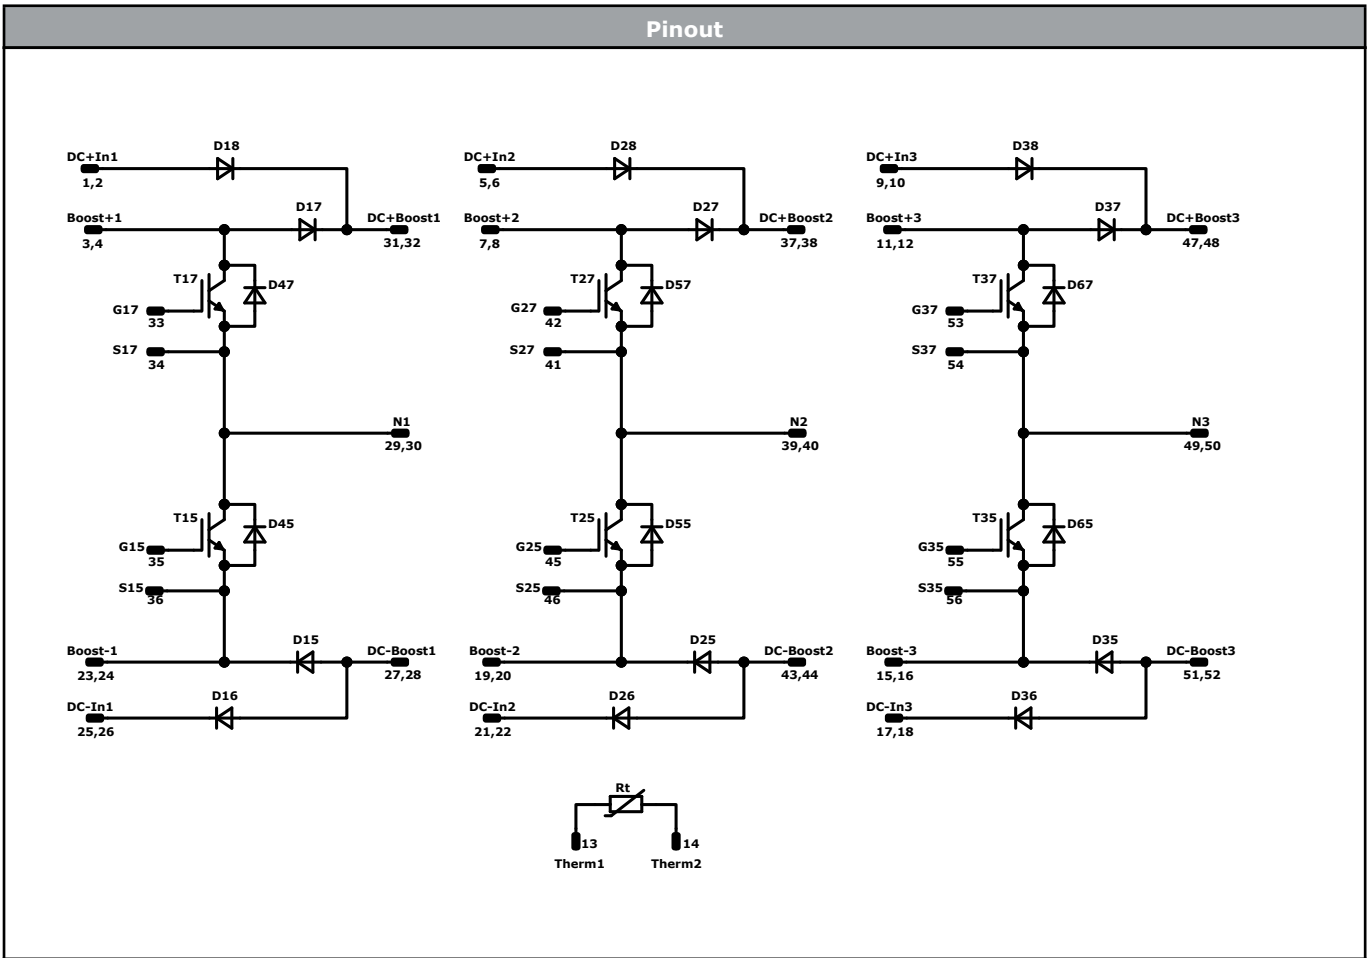 Pinout
D18 D28 D38
DC+In1 DC+In2 DC+In3
1,2 5,6 9,10
D17 D27 D37
Boost+1 DC+Boost1 Boost+2 DC+Boost2 Boost+3 DC+Boost3
3,4 31,32 7,8 37,38 11,12 47,48
T17 D47 T27 D57 T37 D67
G17 G27 G37
33 42 53
S17 S27 S37
34 41 54
N1 N2 N3
29,30 39,40 49,50
T15 D45 T25 D55 T35 D65
G15 G25 G35
35 45 55
S15 S25 S35
36 46 56
D15 D25 D35
Boost-1 DC-Boost1 Boost-2 DC-Boost2 Boost-3 DC-Boost3
23,24 27,28 19,20 43,44 15,16 51,52
D16 D26 D36
DC-In1 DC-In2 DC-In3
25,26 21,22 17,18
Rt
13 14
Therm1 Therm2